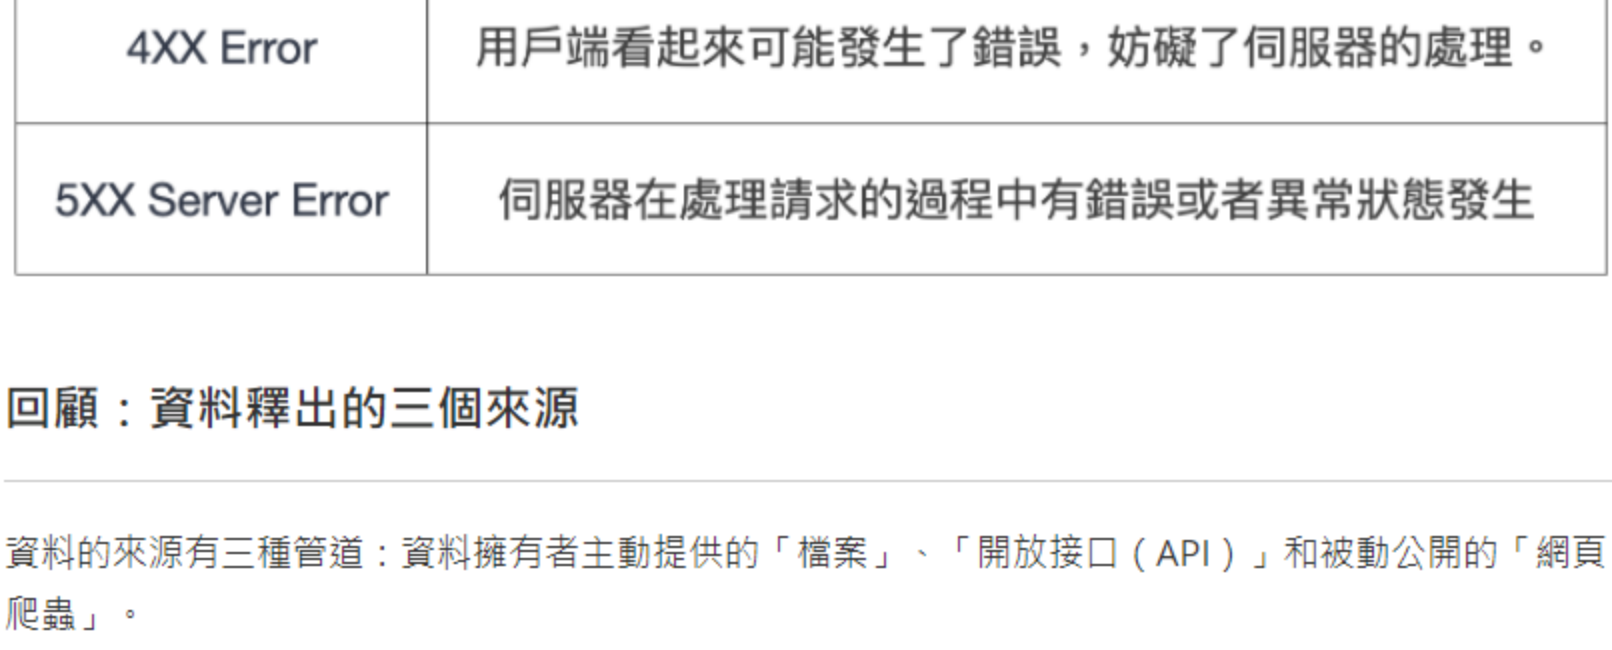 4XX Error 用戶端看起來可能發生了錯誤，妨礙了伺服器的處理。
5XX Server Error 伺服器在處理請求的過程中有錯誤或者異常狀態發生
回顧：資料釋出的三個來源
資料的來源有三種管道：資料擁有者主動提供的「檔案」、「開放接口（API）」和被動公開的「網頁
爬蟲」。